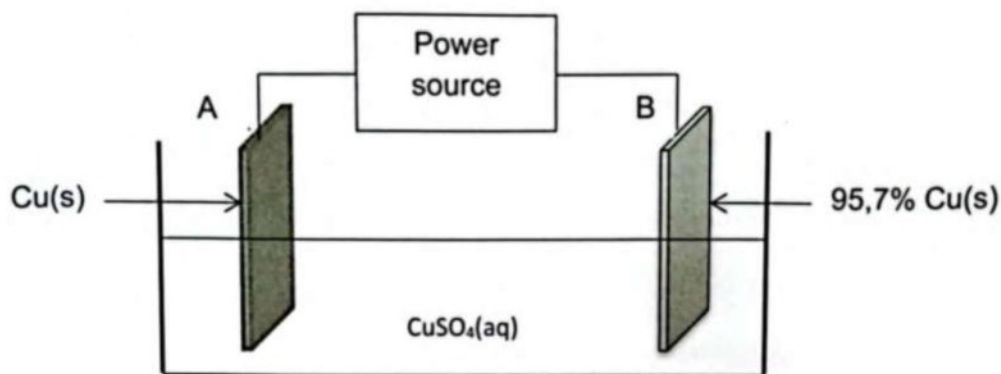 Power
source
A
B
Cu(s)
95,7% Cu(s)
CuSO₄(aq)